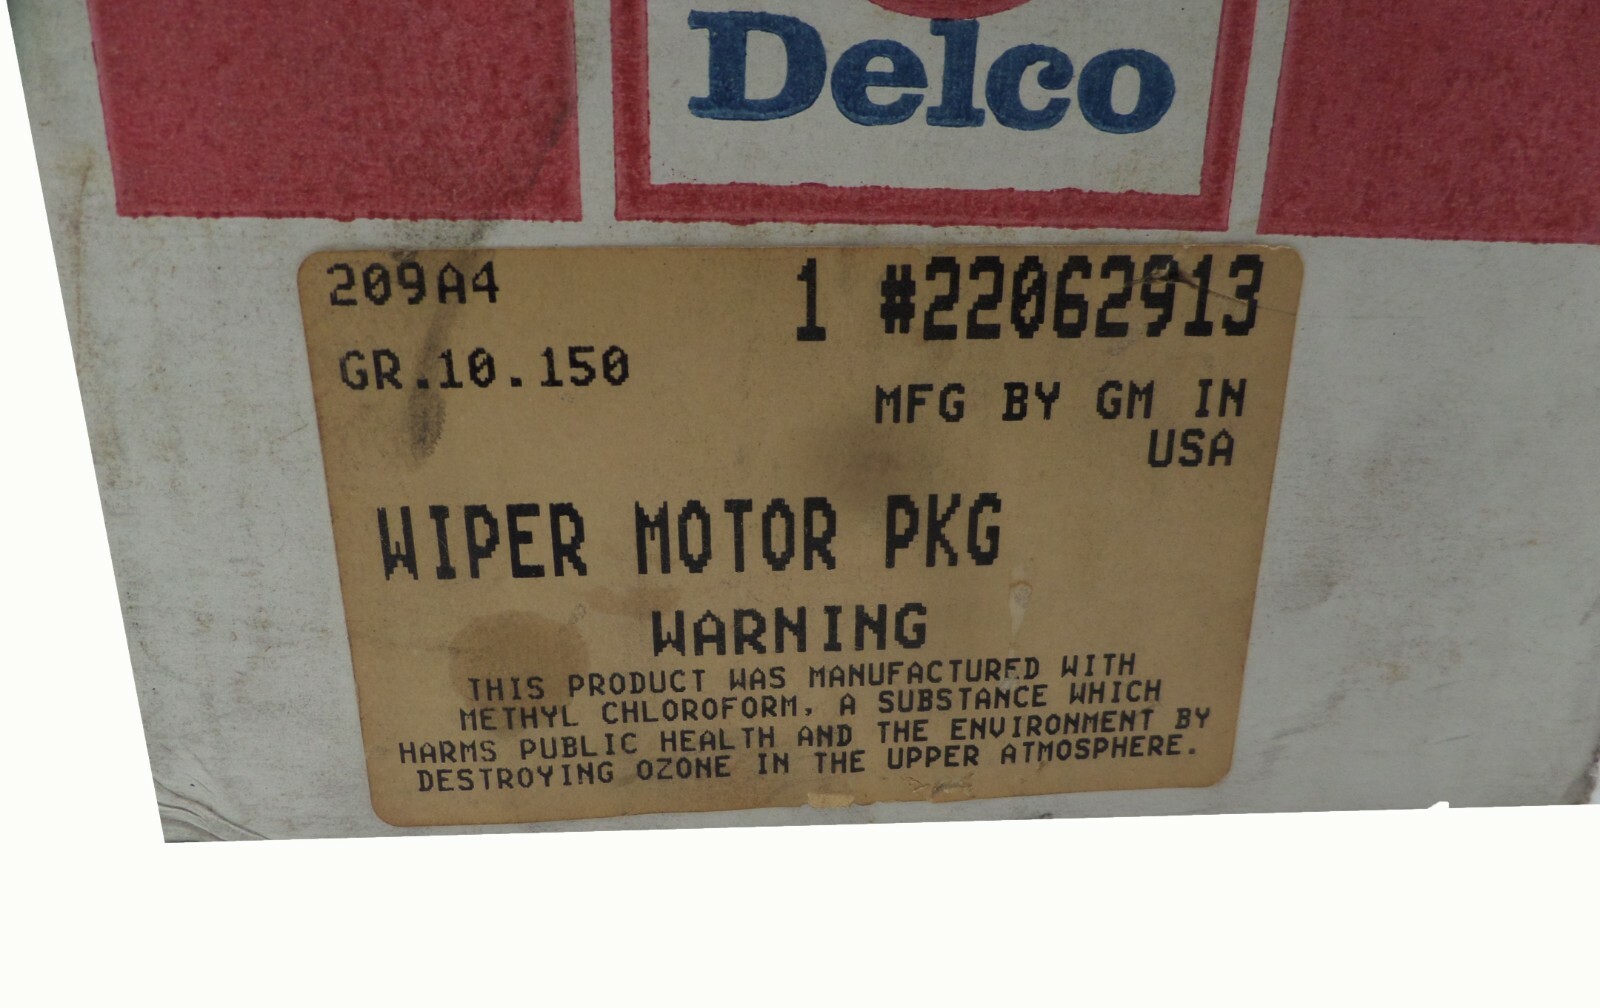 Delco
209A4
1 #22062913
GR.10.150
MFG BY GM IN
USA
WIPER MOTOR PKG
WARNING
THIS PRODUCT WAS MANUFACTURED WITH
METHYL CHLOROFORM, A SUBSTANCE WHICH
HARMS PUBLIC HEALTH AND THE ENVIRONMENT BY
DESTROYING OZONE IN THE UPPER ATMOSPHERE.